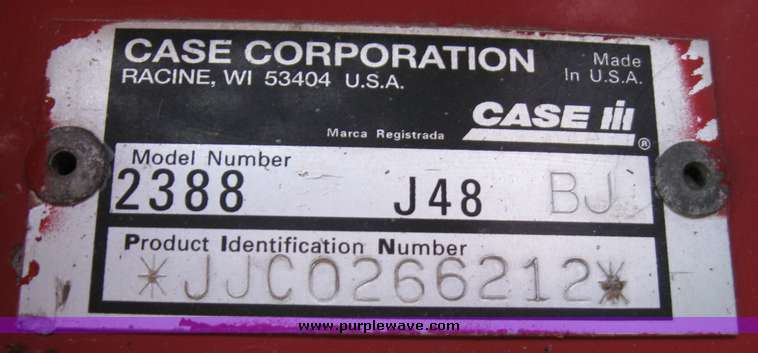 CASE CORPORATION
RACINE, WI 53404 U.S.A.
Made
In U.S.A.
CASE IH
®
Marca Registrada
Model Number
2388 J48 BJ
Product Identification Number
*JJC0266212*
www.purplewave.com